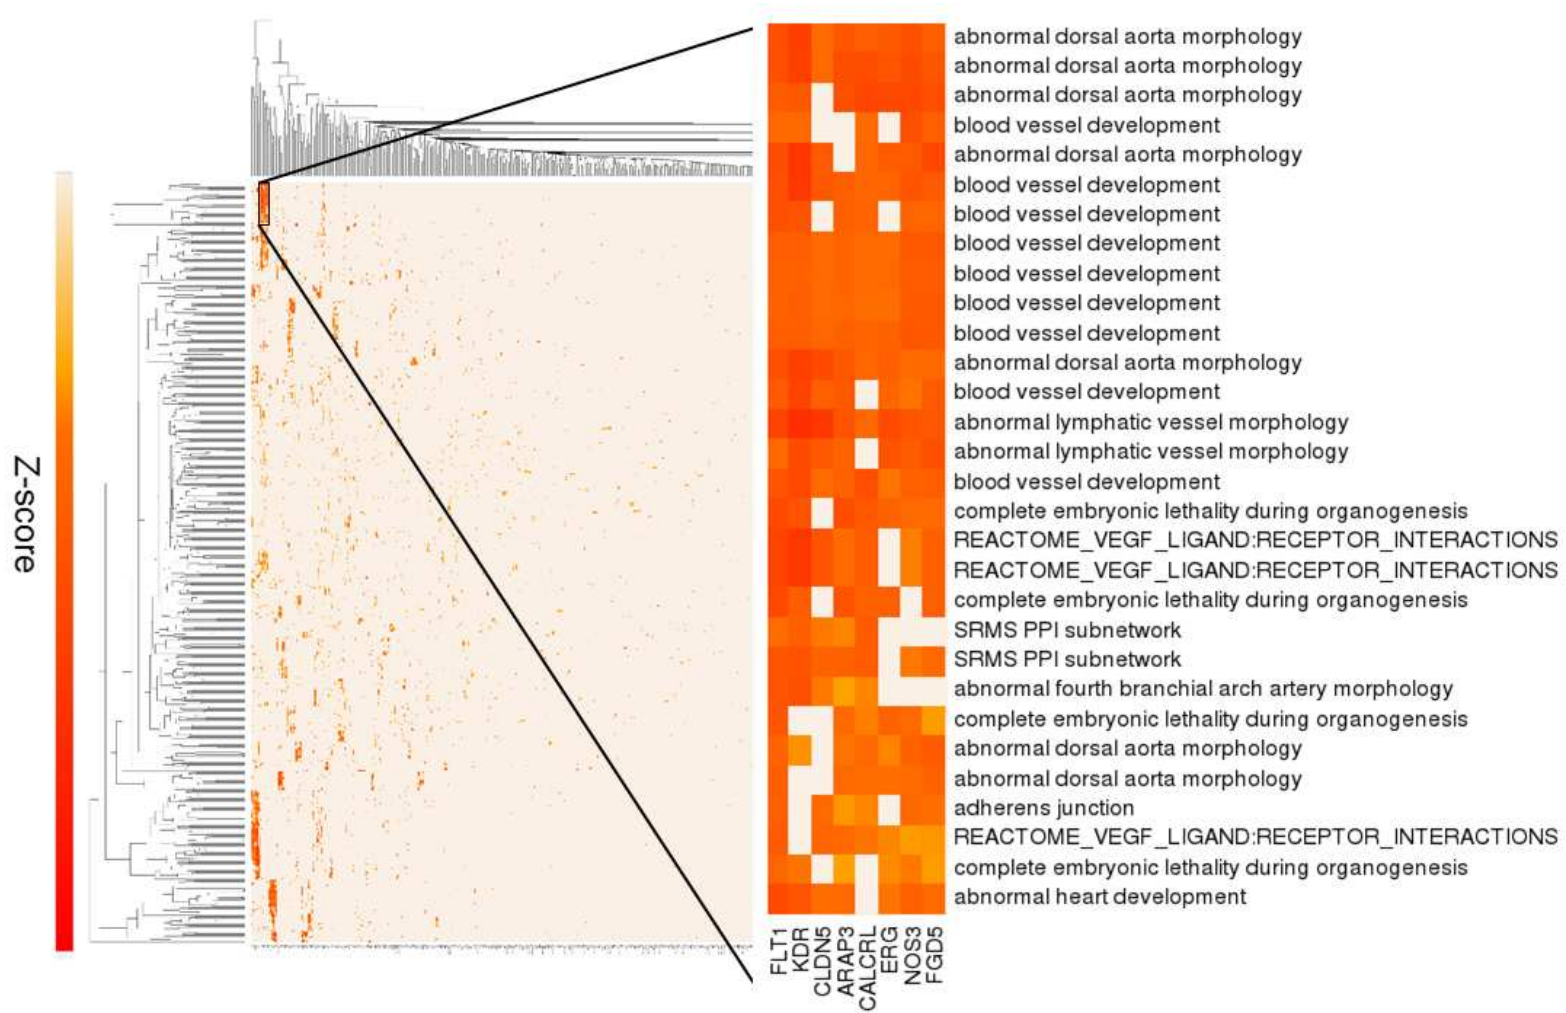 Z-score
abnormal dorsal aorta morphology
abnormal dorsal aorta morphology
abnormal dorsal aorta morphology
blood vessel development
abnormal dorsal aorta morphology
blood vessel development
blood vessel development
blood vessel development
blood vessel development
blood vessel development
blood vessel development
abnormal dorsal aorta morphology
blood vessel development
abnormal lymphatic vessel morphology
abnormal lymphatic vessel morphology
blood vessel development
complete embryonic lethality during organogenesis
REACTOME_VEGF_LIGAND:RECEPTOR_INTERACTIONS
REACTOME_VEGF_LIGAND:RECEPTOR_INTERACTIONS
complete embryonic lethality during organogenesis
SRMS PPI subnetwork
SRMS PPI subnetwork
abnormal fourth branchial arch artery morphology
complete embryonic lethality during organogenesis
abnormal dorsal aorta morphology
abnormal dorsal aorta morphology
adherens junction
REACTOME_VEGF_LIGAND:RECEPTOR_INTERACTIONS
complete embryonic lethality during organogenesis
abnormal heart development
FLT1
KDR
CLDN5
ARAP3
CALCRL
ERG
NOS3
FGD5